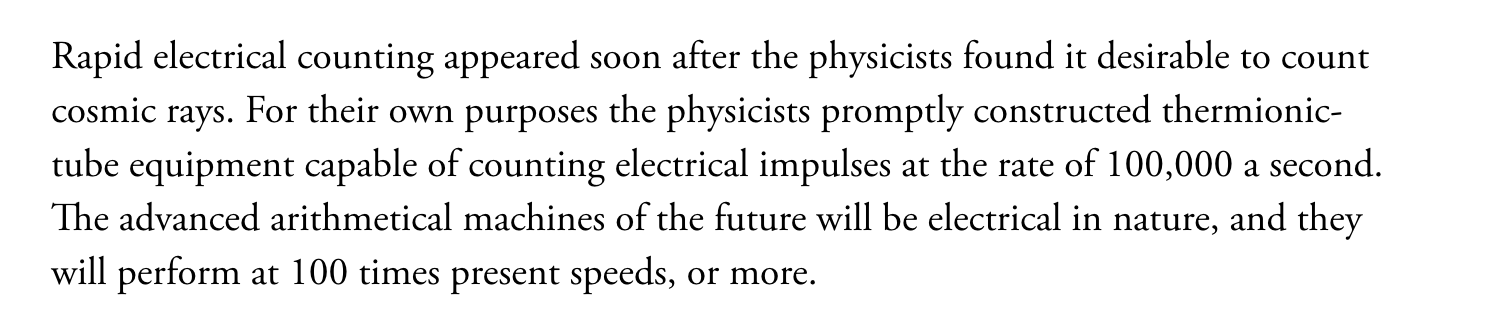 Rapid electrical counting appeared soon after the physicists found it desirable to count
cosmic rays. For their own purposes the physicists promptly constructed thermionic-
tube equipment capable of counting electrical impulses at the rate of 100,000 a second.
The advanced arithmetical machines of the future will be electrical in nature, and they
will perform at 100 times present speeds, or more.